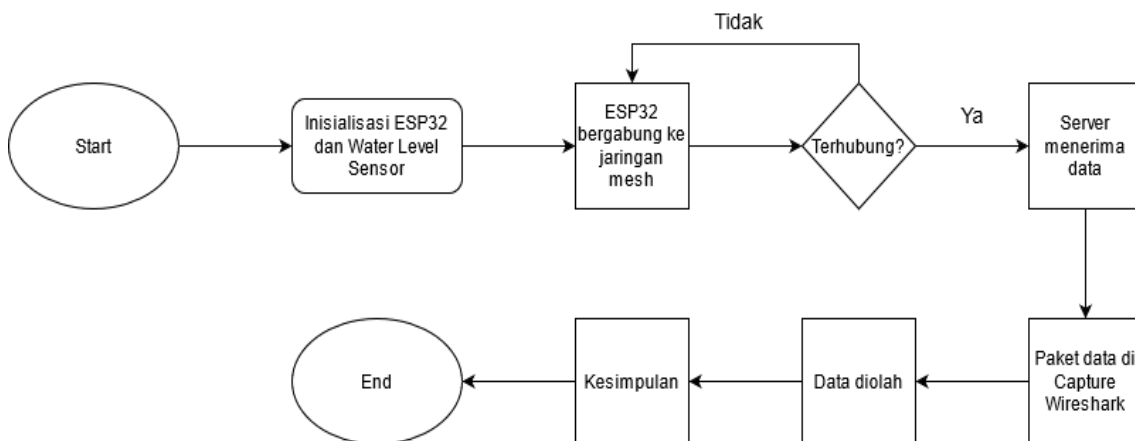 Tidak
Start
Inisialisasi ESP32
dan Water Level
Sensor
ESP32
bergabung ke
jaringan
mesh
Terhubung?
Ya
Server
menerima
data
Paket data di
Capture
Wireshark
Data diolah
Kesimpulan
End